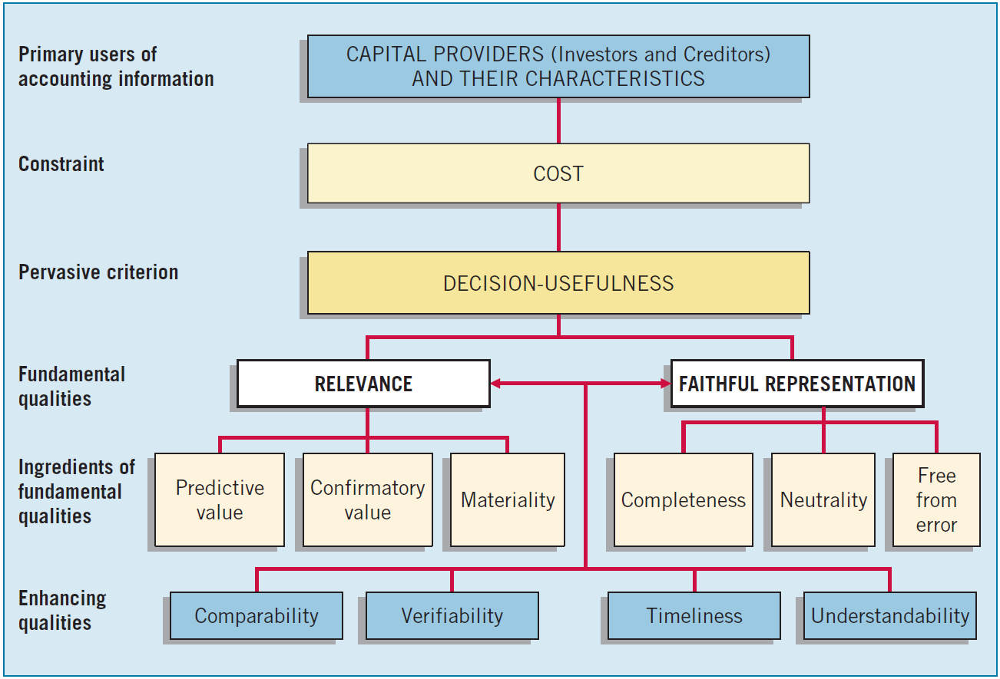 Primary users of
accounting information
CAPITAL PROVIDERS (Investors and Creditors)
AND THEIR CHARACTERISTICS
Constraint
COST
Pervasive criterion
DECISION-USEFULNESS
Fundamental
qualities
RELEVANCE
FAITHFUL REPRESENTATION
Ingredients of
fundamental
qualities
Predictive
value
Confirmatory
value
Materiality
Completeness
Neutrality
Free
from
error
Enhancing
qualities
Comparability
Verifiability
Timeliness
Understandability